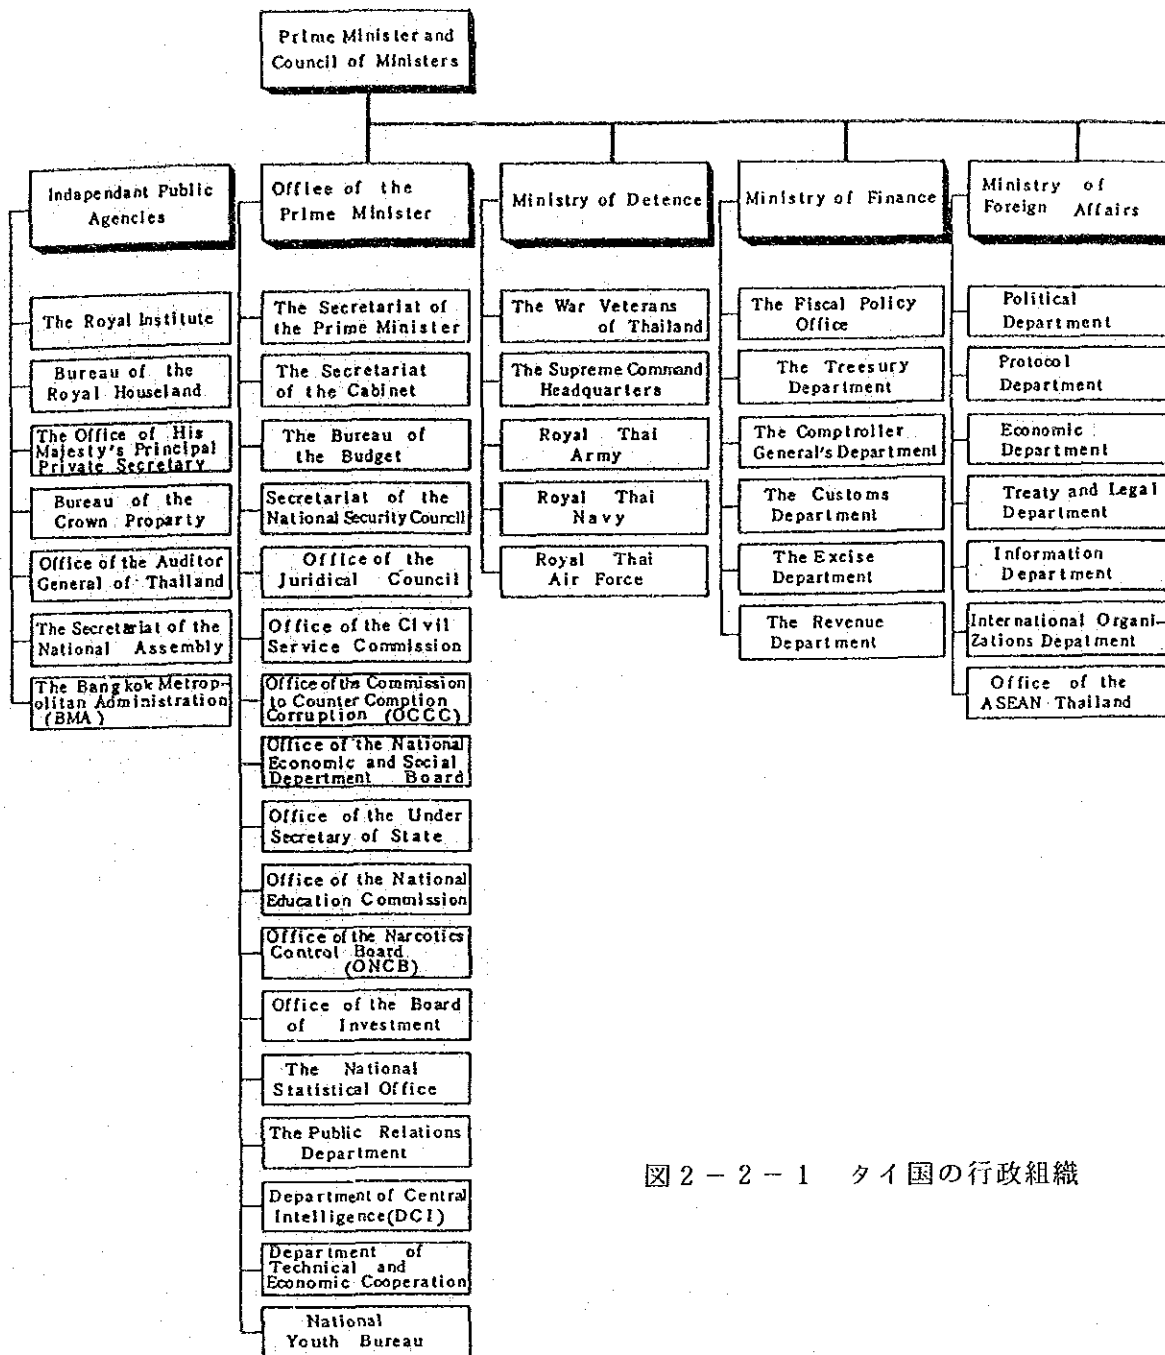 Prime Minister and
Council of Ministers
Indapendant Public
Agencies
The Royal Institute
Bureau of the
Royal Houseland
The Office of His
Majesty's Principal
Private Secretary
Bureau of the
Crown Property
Office of the Auditor
General of Thailand
The Secretariat of the
National Assembly
The Bangkok Metrop-
olitan Administration
(BMA)
Office of the
Prime Minister
The Secretariat of
the Prime Minister
The Secretariat
of the Cabinet
The Bureau of
the Budget
Secretariat of the
National Security Council
Office of the
Juridical Council
Office of the Civil
Service Commission
Office of the Commission
to Counter Comption
Corruption (OCCC)
Office of the National
Economic and Social
Depertment Board
Office of the Under
Secretary of State
Office of the National
Education Commission
Office of the Narcotics
Control Board
(ONCB)
Office of the Board
of Investment
The National
Statistical Office
The Public Relations
Department
Department of Central
Intelligence(DCI)
Department of
Technical and
Economic Cooperation
National
Youth Bureau
Ministry of Detence
The War Veterans
of Thailand
The Supreme Command
Headquarters
Royal Thai
Army
Royal Thai
Navy
Royal Thai
Air Force
Ministry of Finance
The Fiscal Policy
Office
The Treesury
Department
The Comptroller
General's Department
The Customs
Department
The Excise
Department
The Revenue
Department
Ministry of
Foreign Affairs
Political
Department
Protocol
Department
Economic
Department
Treaty and Legal
Department
Information
Department
International Organi-
Zations Depatment
Office of the
ASEAN Thailand
図2-2-1 タイ国の行政組織